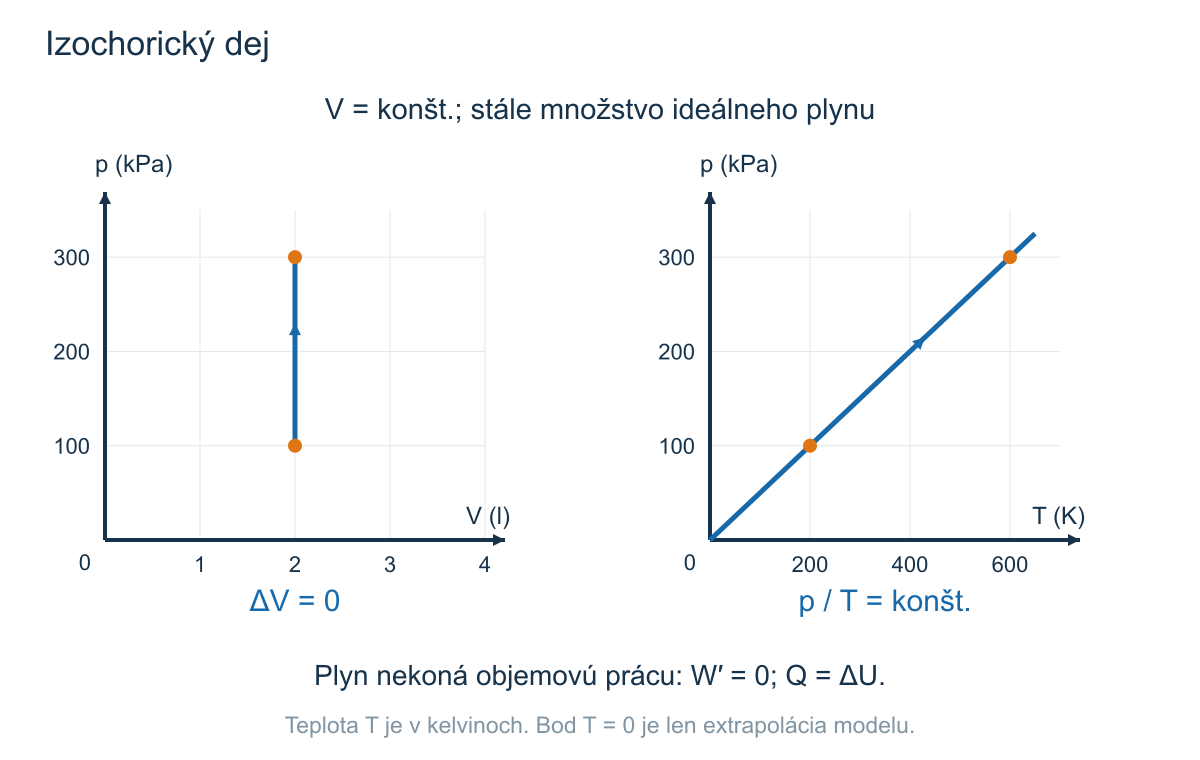 Izochorický dej
V = konšt.; stále množstvo ideálneho plynu
p (kPa)
300
200
100
0
1
2
3
4
V (l)
ΔV = 0
p (kPa)
300
200
100
0
200
400
600
T (K)
p / T = konšt.
Plyn nekoná objemovú prácu: W′ = 0; Q = ΔU.
Teplota T je v kelvinoch. Bod T = 0 je len extrapolácia modelu.